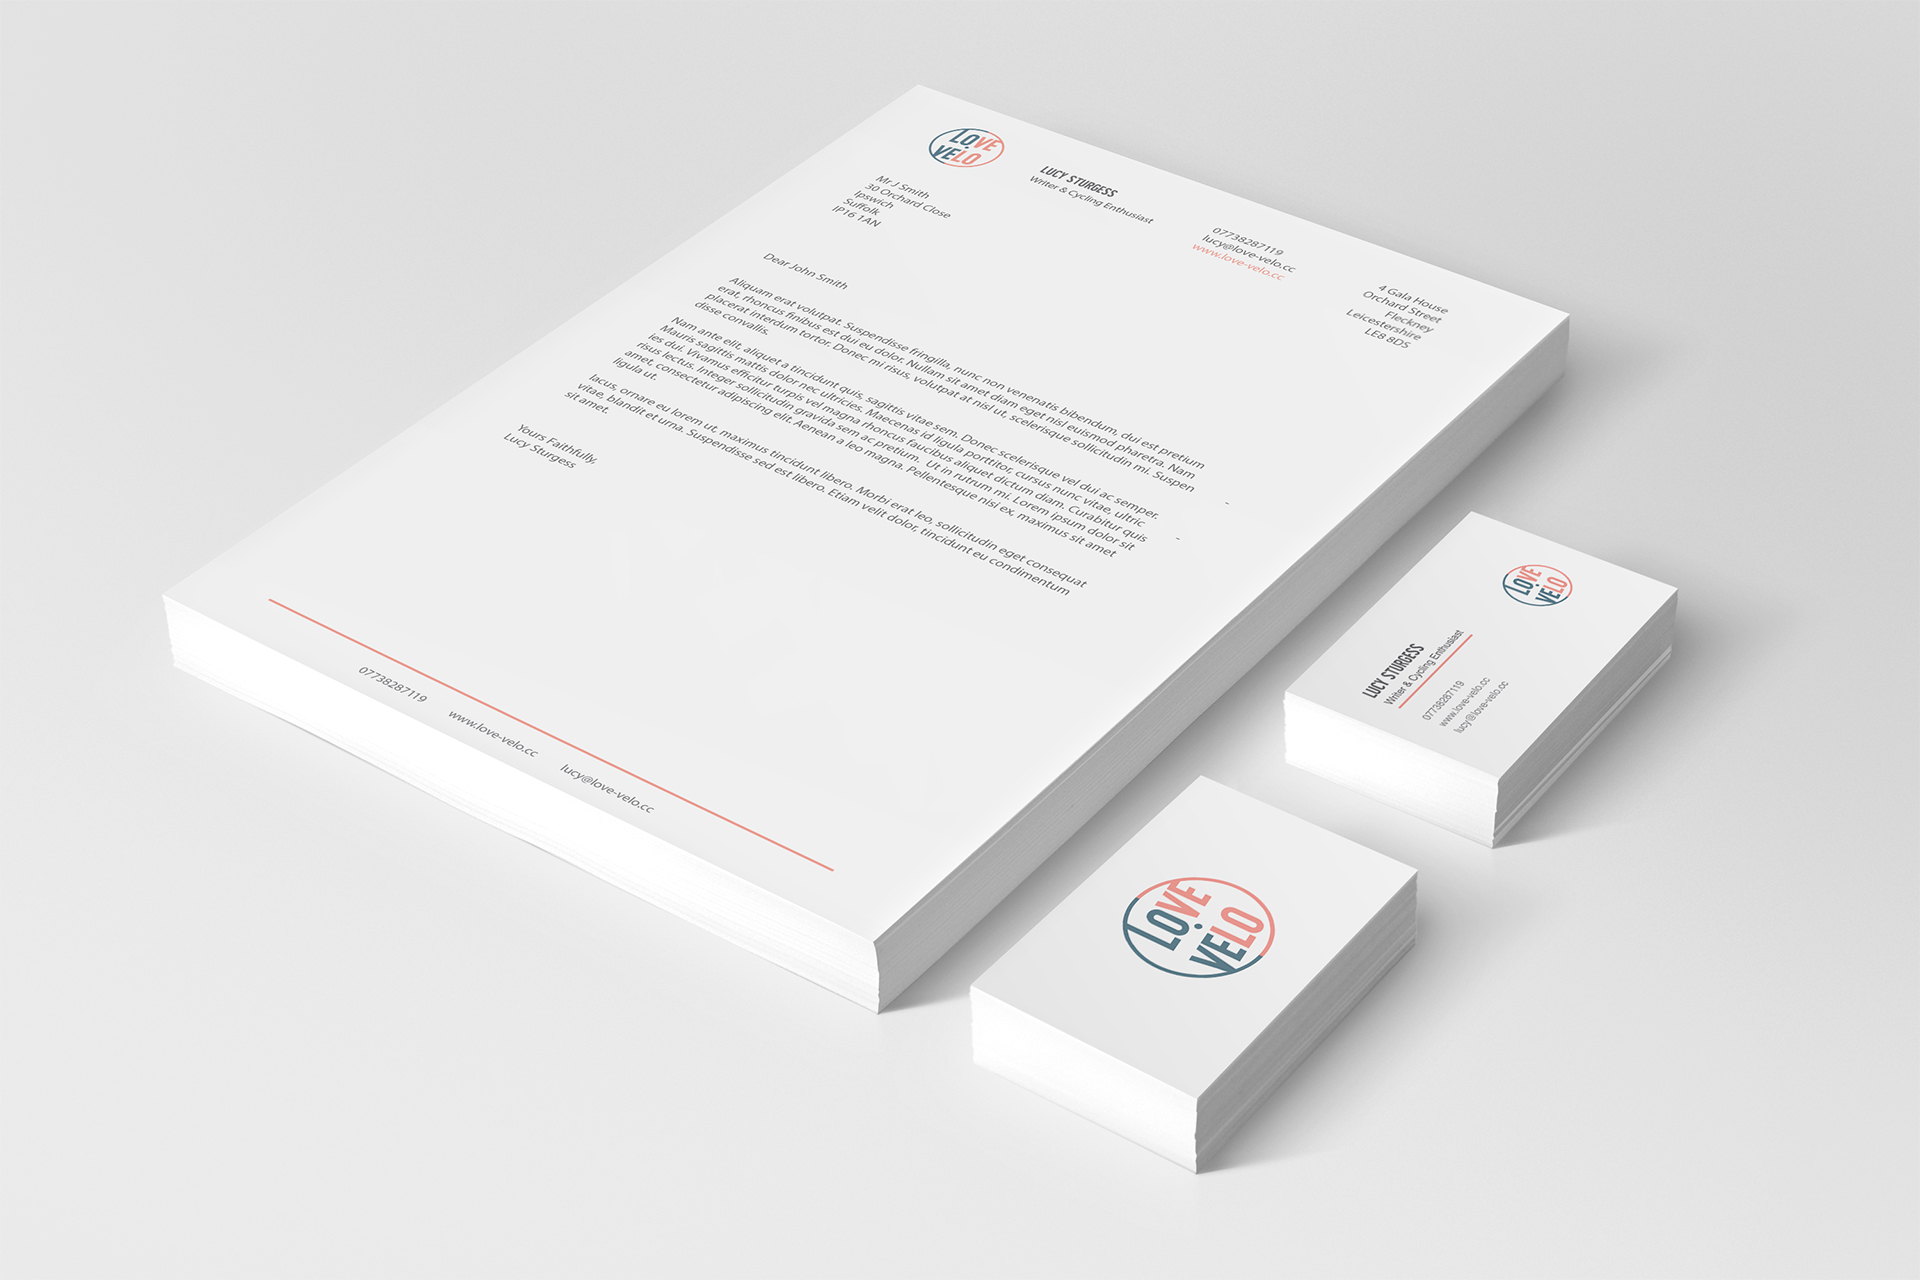 LOVE
VELO
LUCY STURGESS
Writer & Cycling Enthusiast
07738287119
lucy@love-velo.cc
www.love-velo.cc
4 Gala House
Orchard Street
Fleckney
Leicestershire
LE8 8DS
Mr J Smith
30 Orchard Close
Ipswich
Suffolk
IP16 1AN
Dear John Smith
Aliquam erat volutpat. Suspendisse fringilla, nunc non venenatis bibendum, dui est pretium
erat, rhoncus finibus est dui eu dolor. Nullam sit amet diam eget nisl euismod pharetra. Nam
placerat interdum tortor. Donec mi risus, volutpat at nisl ut, scelerisque sollicitudin mi. Suspen
-
disse convallis.
Nam ante elit, aliquet a tincidunt quis, sagittis vitae sem. Donec scelerisque vel dui ac semper.
Mauris sagittis mattis dolor nec ultricies. Maecenas id ligula porttitor, cursus nunc vitae, ultric
-
les dui. Vivamus efficitur turpis vel magna rhoncus faucibus aliquet dictum diam. Curabitur quis
risus lectus. Integer sollicitudin gravida sem ac pretium. Ut in rutrum mi. Lorem ipsum dolor sit
amet, consectetur adipiscing elit. Aenean a leo magna. Pellentesque nisi ex, maximus sit amet
ligula ut.
lacus, ornare eu lorem ut, maximus tincidunt libero. Morbi erat leo, sollicitudin eget consequat
vitae, blandit et urna. Suspendisse sed est libero. Etiam velit dolor, tincidunt eu condimentum
sit amet.
Yours Faithfully,
Lucy Sturgess
07738287119 www.love-velo.cc lucy@love-velo.cc
LOVE
VELO
LUCY STURGESS
Writer & Cycling Enthusiast
07738287119
www.love-velo.cc
lucy@love-velo.cc
LOVE
VELO